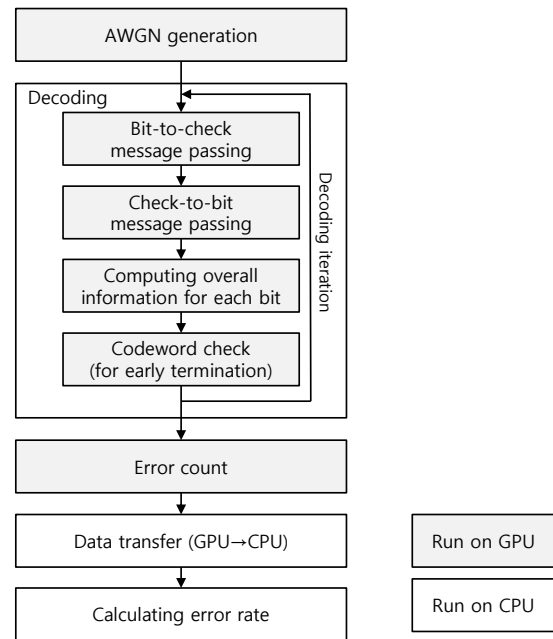 AWGN generation
Decoding
Bit-to-check
message passing
Check-to-bit
message passing
Computing overall
information for each bit
Codeword check
(for early termination)
Decoding iteration
Error count
Data transfer (GPU→CPU)
Calculating error rate
Run on GPU
Run on CPU